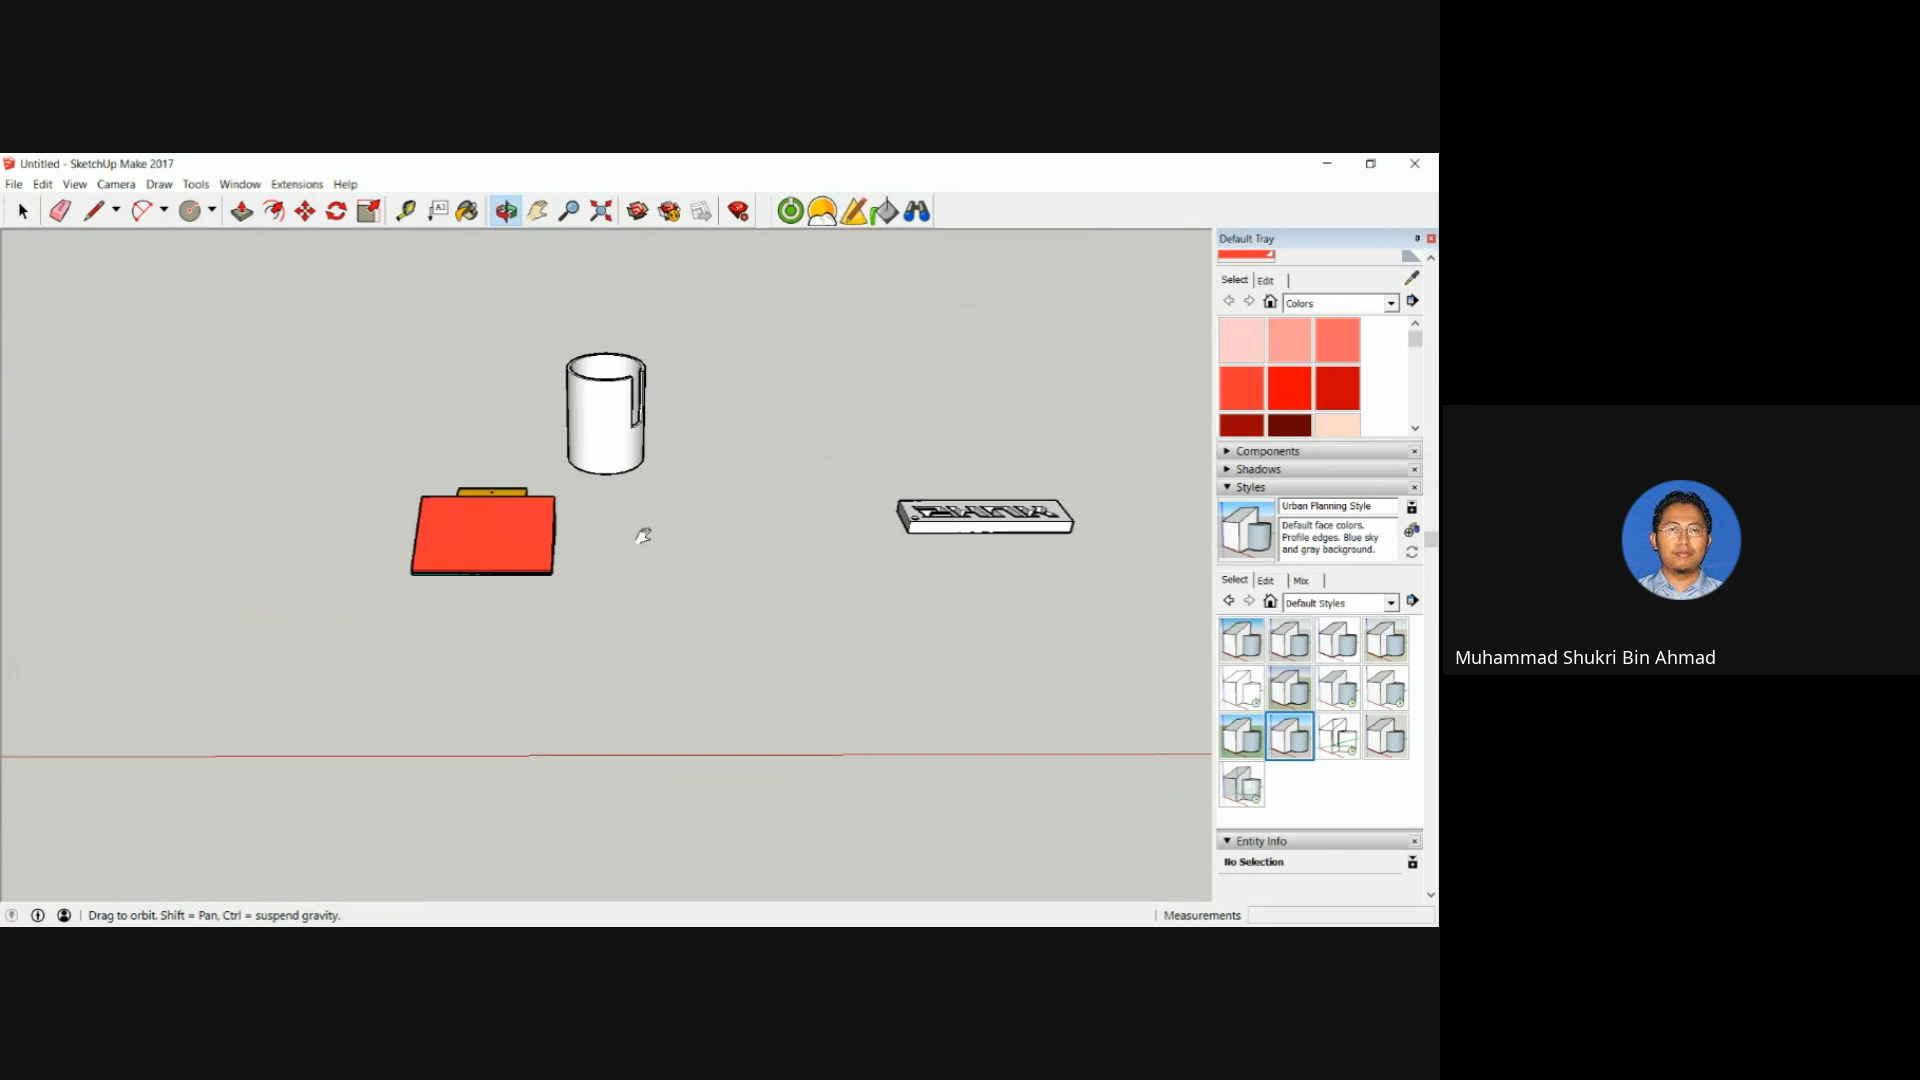 Untitled - SketchUp Make 2017
File Edit View Camera Draw Tools Window Extensions Help
Default Tray
Select Edit
Colors
Components
Shadows
Styles
Urban Planning Style
Default face colors.
Profile edges. Blue sky
and gray background.
Select Edit Mix
Default Styles
Entity Info
No Selection
Drag to orbit. Shift = Pan, Ctrl = suspend gravity.
Measurements
Muhammad Shukri Bin Ahmad